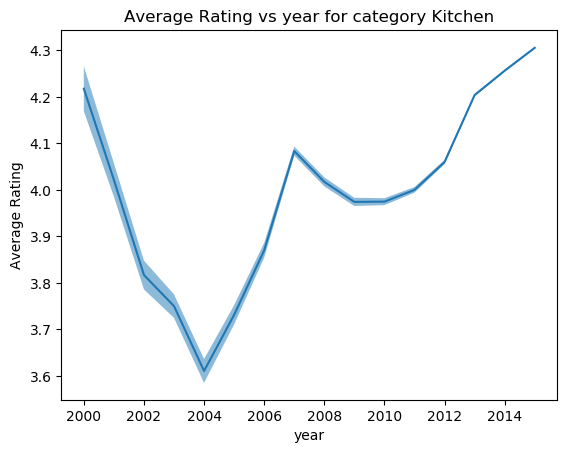 Average Rating vs year for category Kitchen
Average Rating
4.3
4.2
4.1
4.0
3.9
3.8
3.7
3.6
2000 2002 2004 2006 2008 2010 2012 2014
year